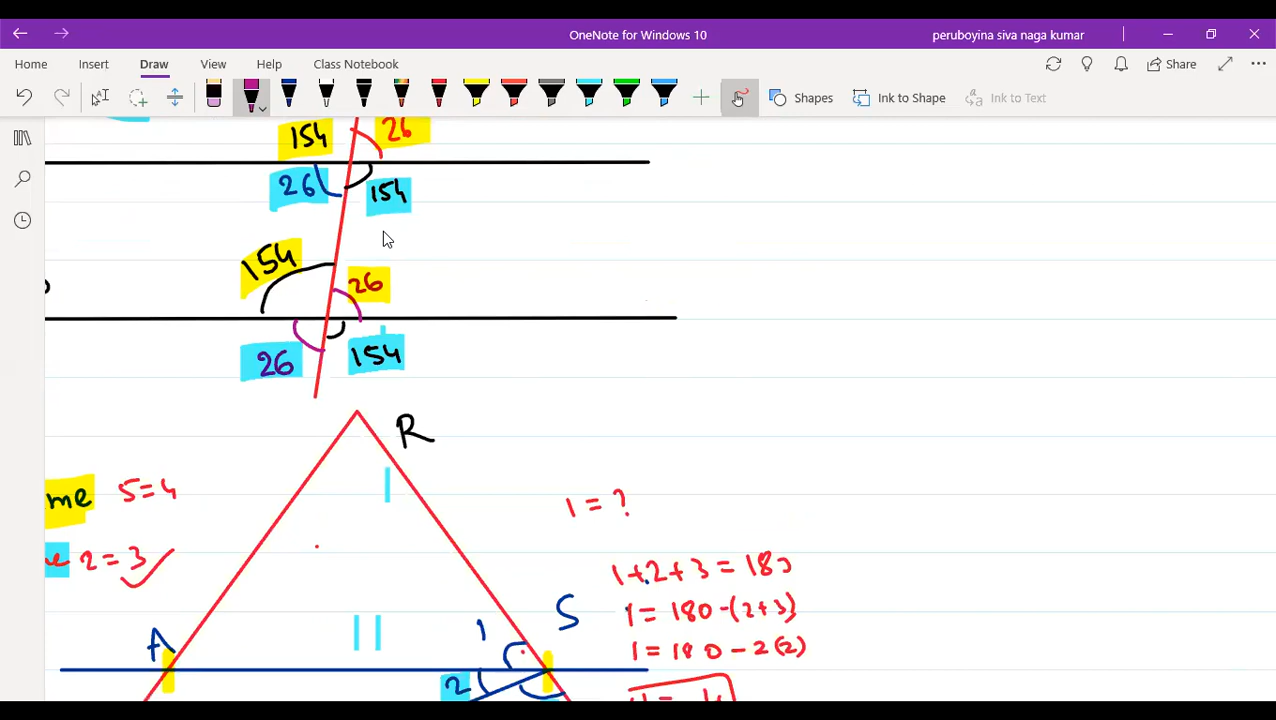 OneNote for Windows 10
peruboyina siva naga kumar
Home Insert Draw View Help Class Notebook
Share
Shapes Ink to Shape Ink to Text
154 26
26 154
154 26
26 154
R
me 5=4
1 = ?
2 = 3
1+2+3 = 180
1 = 180-(2+3)
1 = 180-2(2)
A 1 S
2